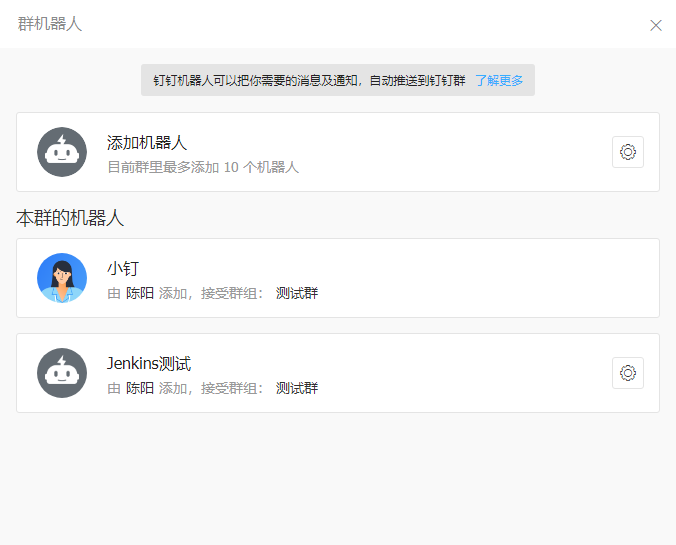 群机器人
钉钉机器人可以把你需要的消息及通知，自动推送到钉钉群 了解更多
添加机器人
目前群里最多添加 10 个机器人
本群的机器人
小钉
由 陈阳 添加，接受群组： 测试群
Jenkins测试
由 陈阳 添加，接受群组： 测试群